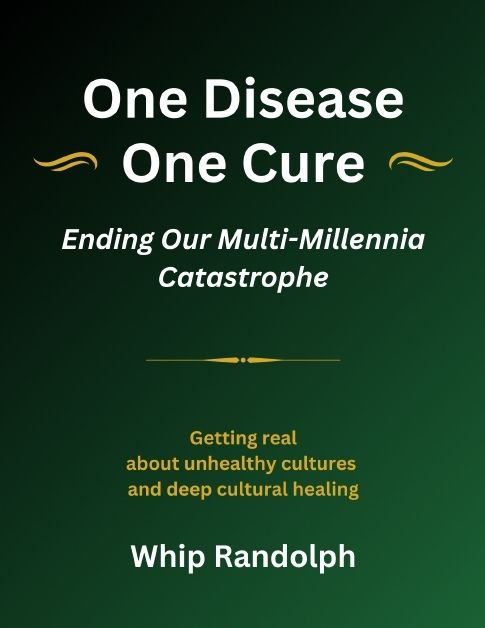 One Disease
One Cure
Ending Our Multi-Millennia
Catastrophe
Getting real
about unhealthy cultures
and deep cultural healing
Whip Randolph